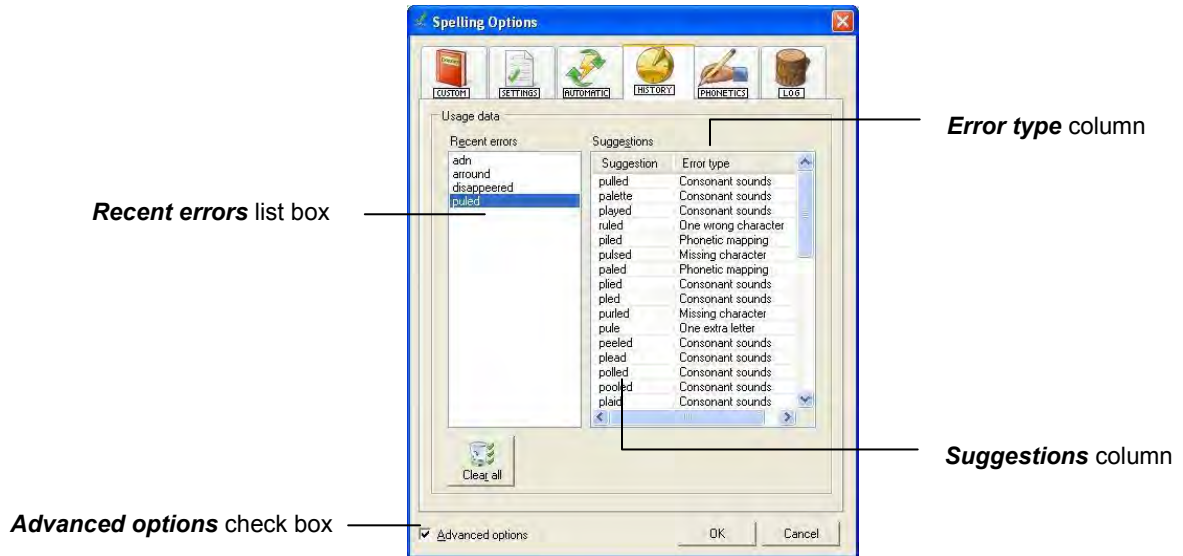 Spelling Options
CUSTOM
SETTINGS
AUTOMATIC
HISTORY
PHONETICS
LOG
Usage data
Recent errors
adn
arround
disappeered
puled
Suggestions
Suggestion Error type
pulled Consonant sounds
palette Consonant sounds
played Consonant sounds
ruled One wrong character
piled Phonetic mapping
pulsed Missing character
paled Phonetic mapping
plied Consonant sounds
pled Consonant sounds
purled Missing character
pule One extra letter
peeled Consonant sounds
plead Consonant sounds
polled Consonant sounds
pooled Consonant sounds
plaid Consonant sounds
Clear all
Advanced options
OK
Cancel
Error type column
Recent errors list box
Suggestions column
Advanced options check box